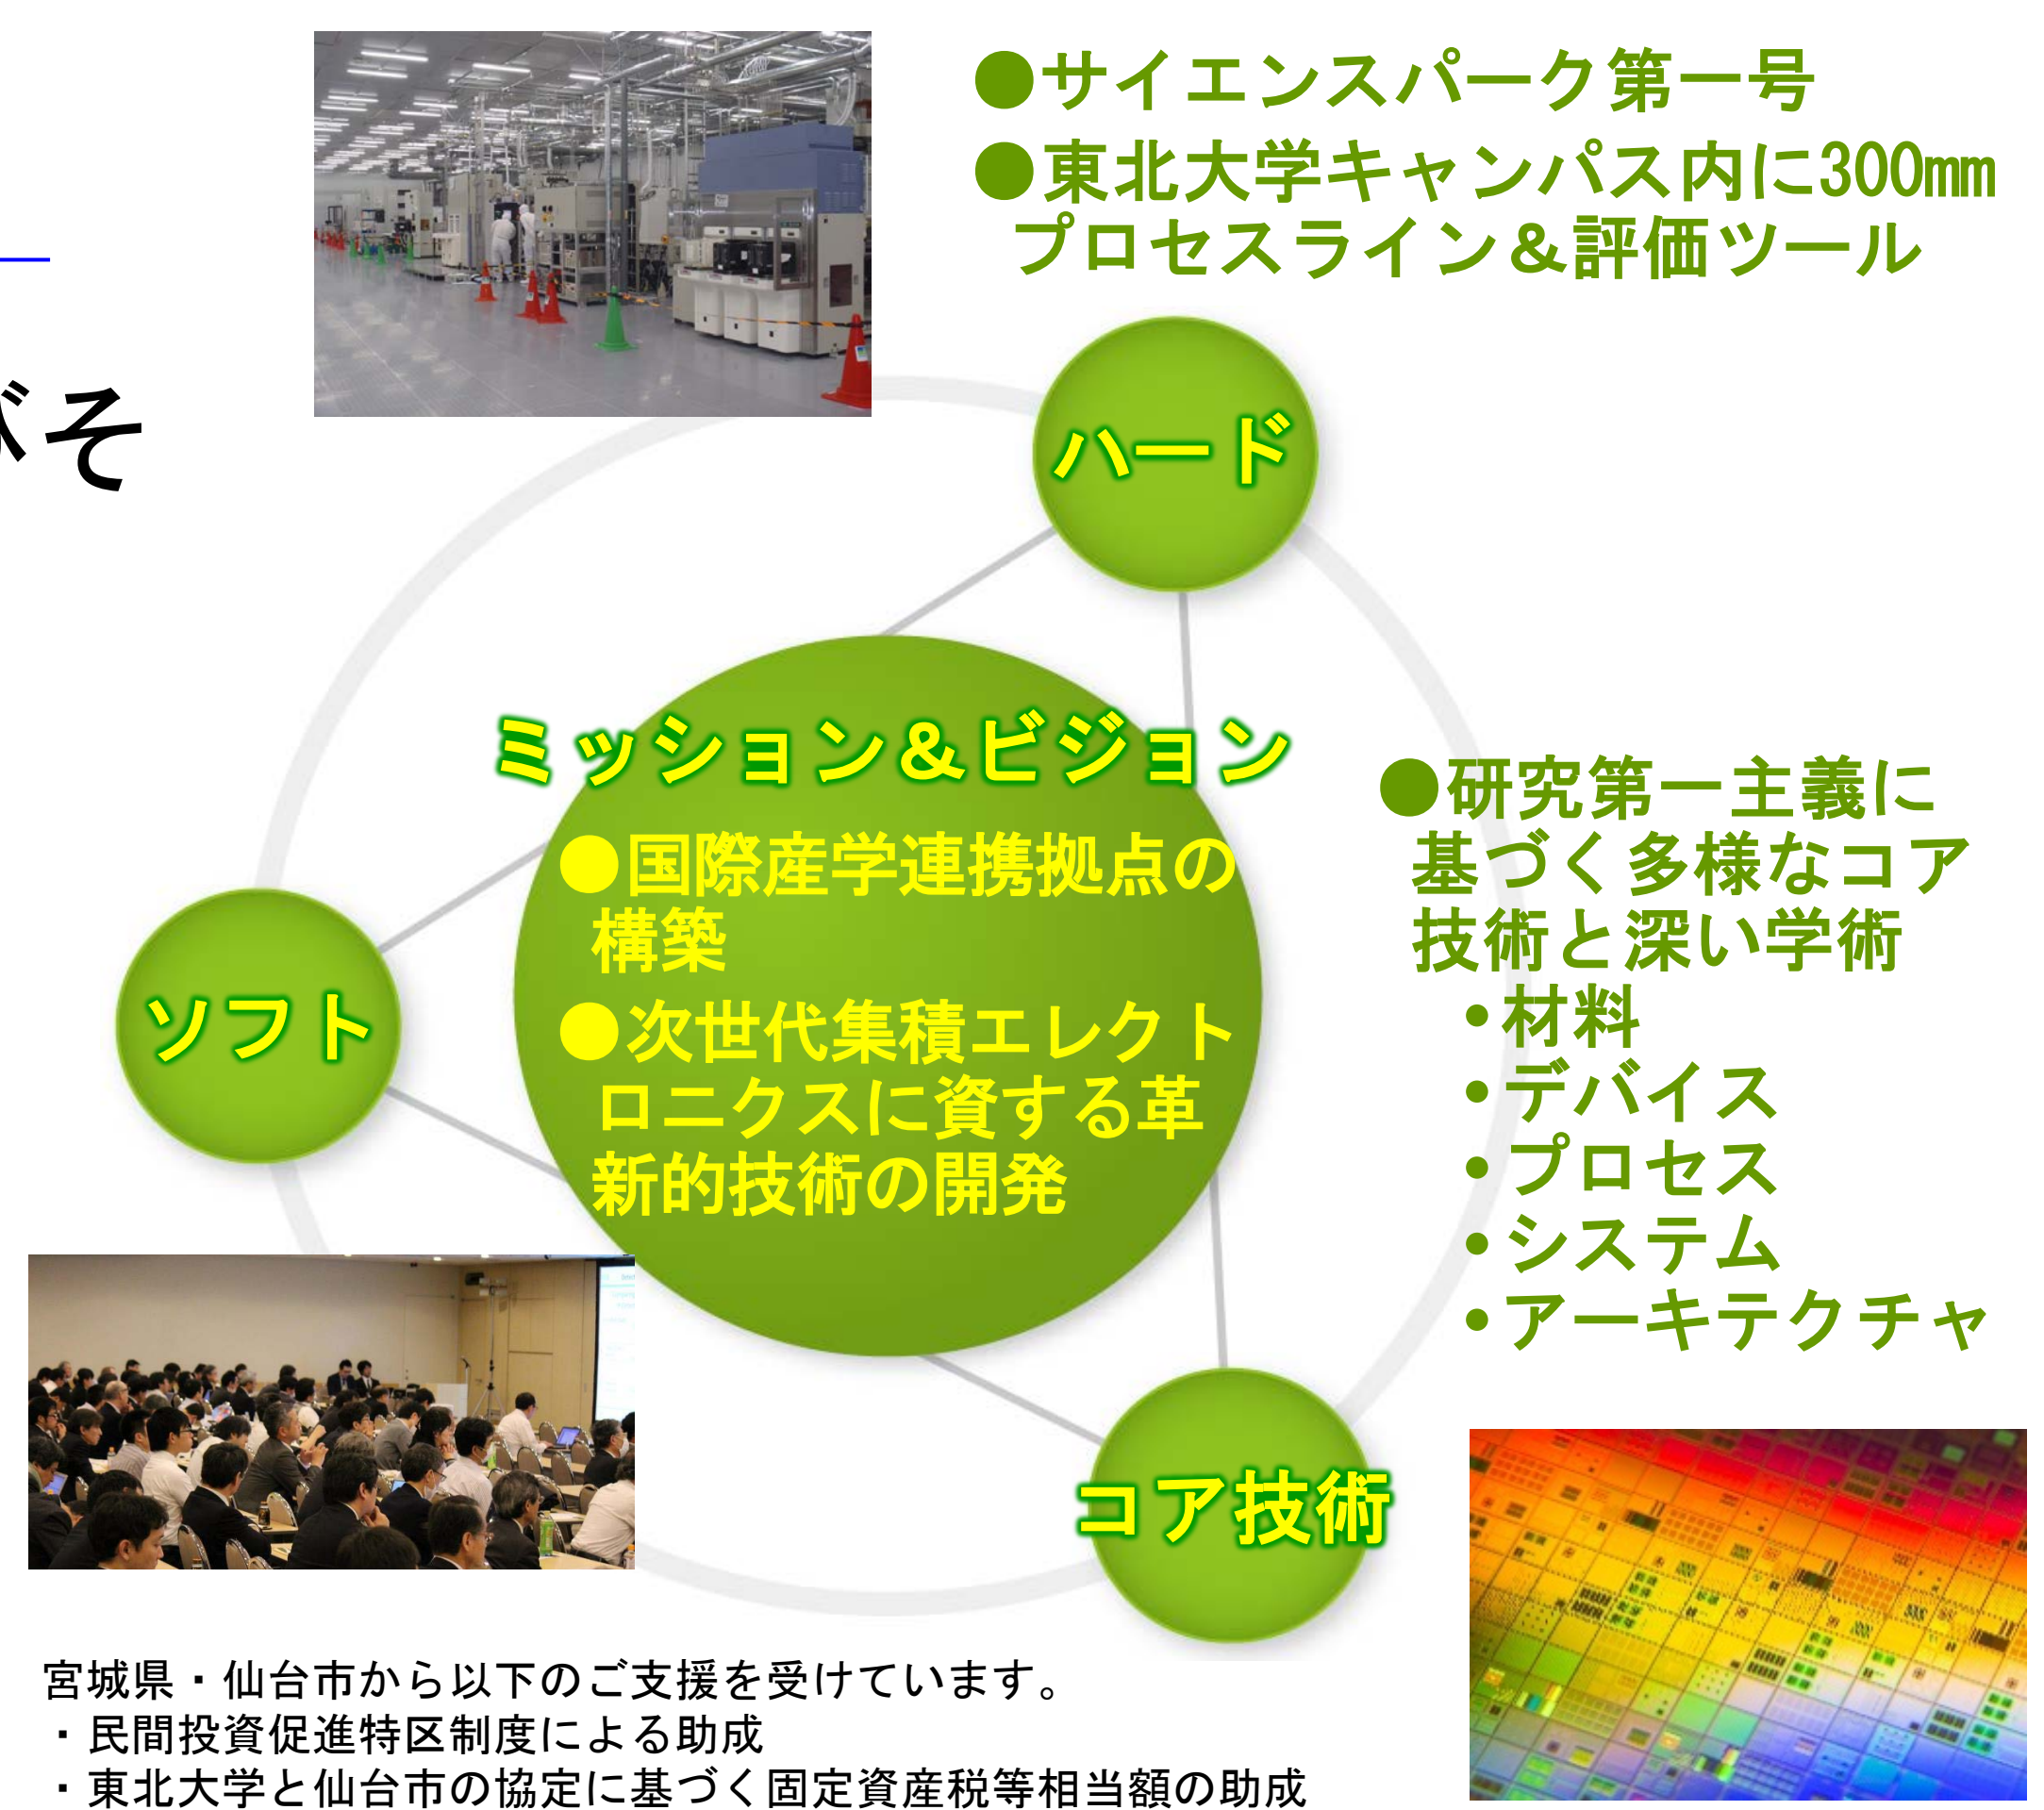 ●サイエンスパーク第一号
●東北大学キャンパス内に300mm
プロセスライン＆評価ツール
びそ
ハード
ミッション＆ビジョン
●国際産学連携拠点の
構築
●次世代集積エレクト
ロニクスに資する革
新的技術の開発
ソフト
●研究第一主義に
基づく多様なコア
技術と深い学術
・材料
・デバイス
・プロセス
・システム
・アーキテクチャ
コア技術
宮城県・仙台市から以下のご支援を受けています。
・民間投資促進特区制度による助成
・東北大学と仙台市の協定に基づく固定資産税等相当額の助成